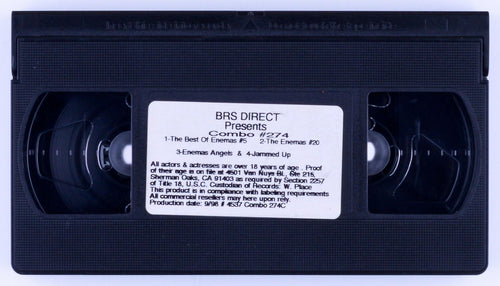 BRS DIRECT
Presents
Combo #274
1-The Best Of Enemas #5 2-The Enemas #20
3-Enemas Angels & 4-Jammed Up
All actors & actresses are over 18 years of age . Proof
of their age is on file at 4501 Van Nuys BL, Ste 215,
Sherman Oaks, CA 91403 as required by Section 2257
of Title 18, U.S.C. Custodian of Records: W. Place
This product is in compliance with labeling requirements
All commercial resellers may here upon rely.
Production date: 9/98 # 4537 Combo 274C